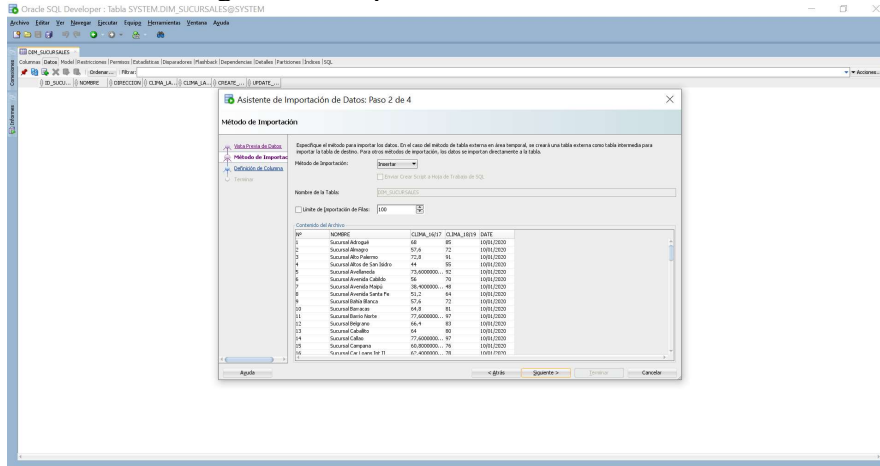 Oracle SQL Developer : Tabla SYSTEM.DIM_SUCURSALES@SYSTEM
Archivo Editar Ver Navegar Ejecutar Equipo Herramientas Ventana Ayuda
DIM_SUCURSALES
Columnas Datos Model Restricciones Permisos Estadísticas Disparadores Flashback Dependencias Detalles Particiones Índices SQL
Ordenar... Filtrar: Acciones...
ID_SUCU... NOMBRE DIRECCION CLIMA_LA... CLIMA_LA... CREATE_... UPDATE_...
Conexiones
Informes
Asistente de Importación de Datos: Paso 2 de 4
Método de Importación
Vista Previa de Datos
Método de Importac
Definición de Columna
Terminar
Especifique el método para importar los datos. En el caso del método de tabla externa en área temporal, se creará una tabla externa como tabla intermedia para
importar la tabla de destino. Para otros métodos de importación, los datos se importan directamente a la tabla.
Método de Importación: Insertar
Enviar Crear Script a Hoja de Trabajo de SQL
Nombre de la Tabla: DIM_SUCURSALES
Límite de Importación de Filas: 100
Contenido del Archivo
Nº NOMBRE CLIMA_16/17 CLIMA_18/19 DATE
1 Sucursal Adrogué 68 85 10/01/2020
2 Sucursal Almagro 57,6 72 10/01/2020
3 Sucursal Alto Palermo 72,8 91 10/01/2020
4 Sucursal Altos de San Isidro 44 55 10/01/2020
5 Sucursal Avellaneda 73,6000000... 92 10/01/2020
6 Sucursal Avenida Cabildo 56 70 10/01/2020
7 Sucursal Avenida Maipú 38,4000000... 48 10/01/2020
8 Sucursal Avenida Santa Fe 51,2 64 10/01/2020
9 Sucursal Bahía Blanca 57,6 72 10/01/2020
10 Sucursal Barracas 64,8 81 10/01/2020
11 Sucursal Barrio Norte 77,6000000... 97 10/01/2020
12 Sucursal Belgrano 66,4 83 10/01/2020
13 Sucursal Caballito 64 80 10/01/2020
14 Sucursal Callao 77,6000000... 97 10/01/2020
15 Sucursal Campana 60,8000000... 76 10/01/2020
16 Sucursal Car Loans Int II 62,4000000... 78 10/01/2020
Ayuda < Atrás Siguiente > Terminar Cancelar